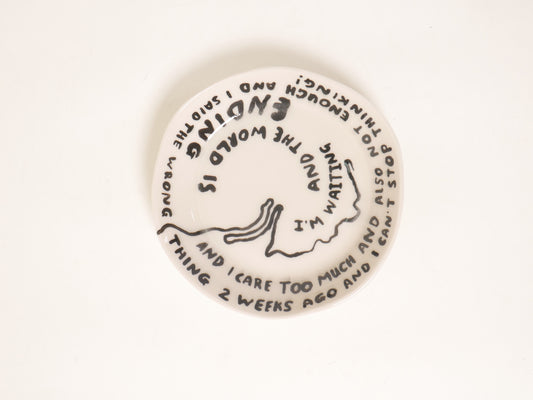 I'M WAITING
AND THE WORLD IS
ENDING
AND I CARE TOO MUCH AND ALSO NOT ENOUGH AND I SAID THE WRONG
THING 2 WEEKS AGO AND I CAN'T STOP THINKING!